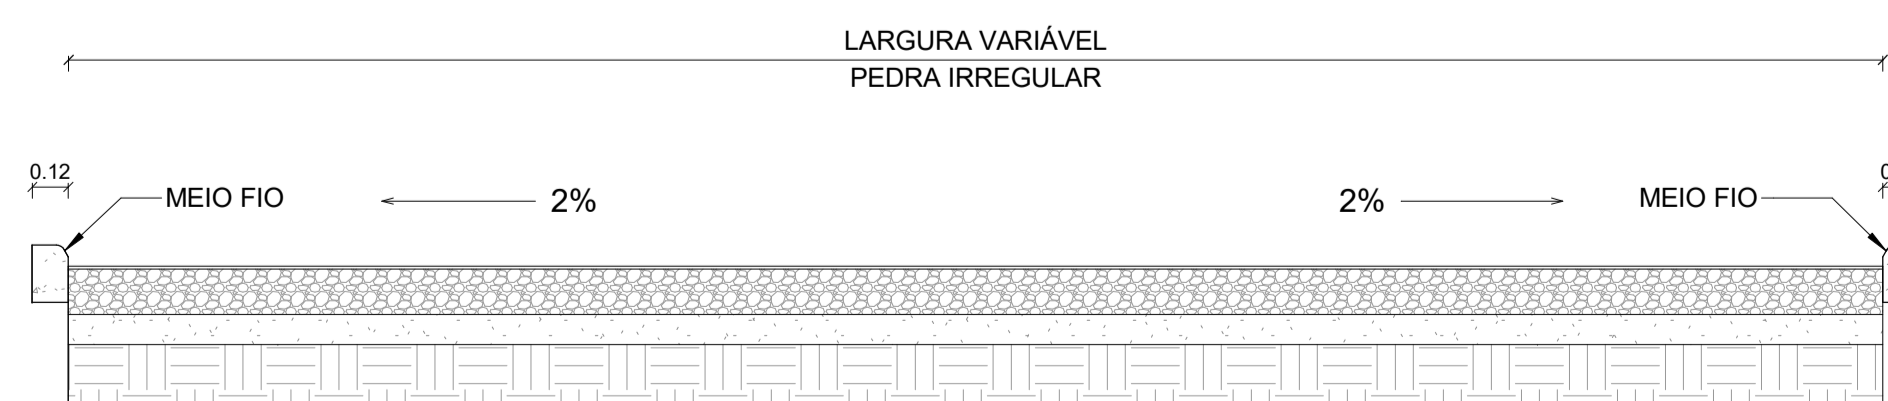 LARGURA VARIÁVEL
PEDRA IRREGULAR
0.12
MEIO FIO
2%
2%
MEIO FIO